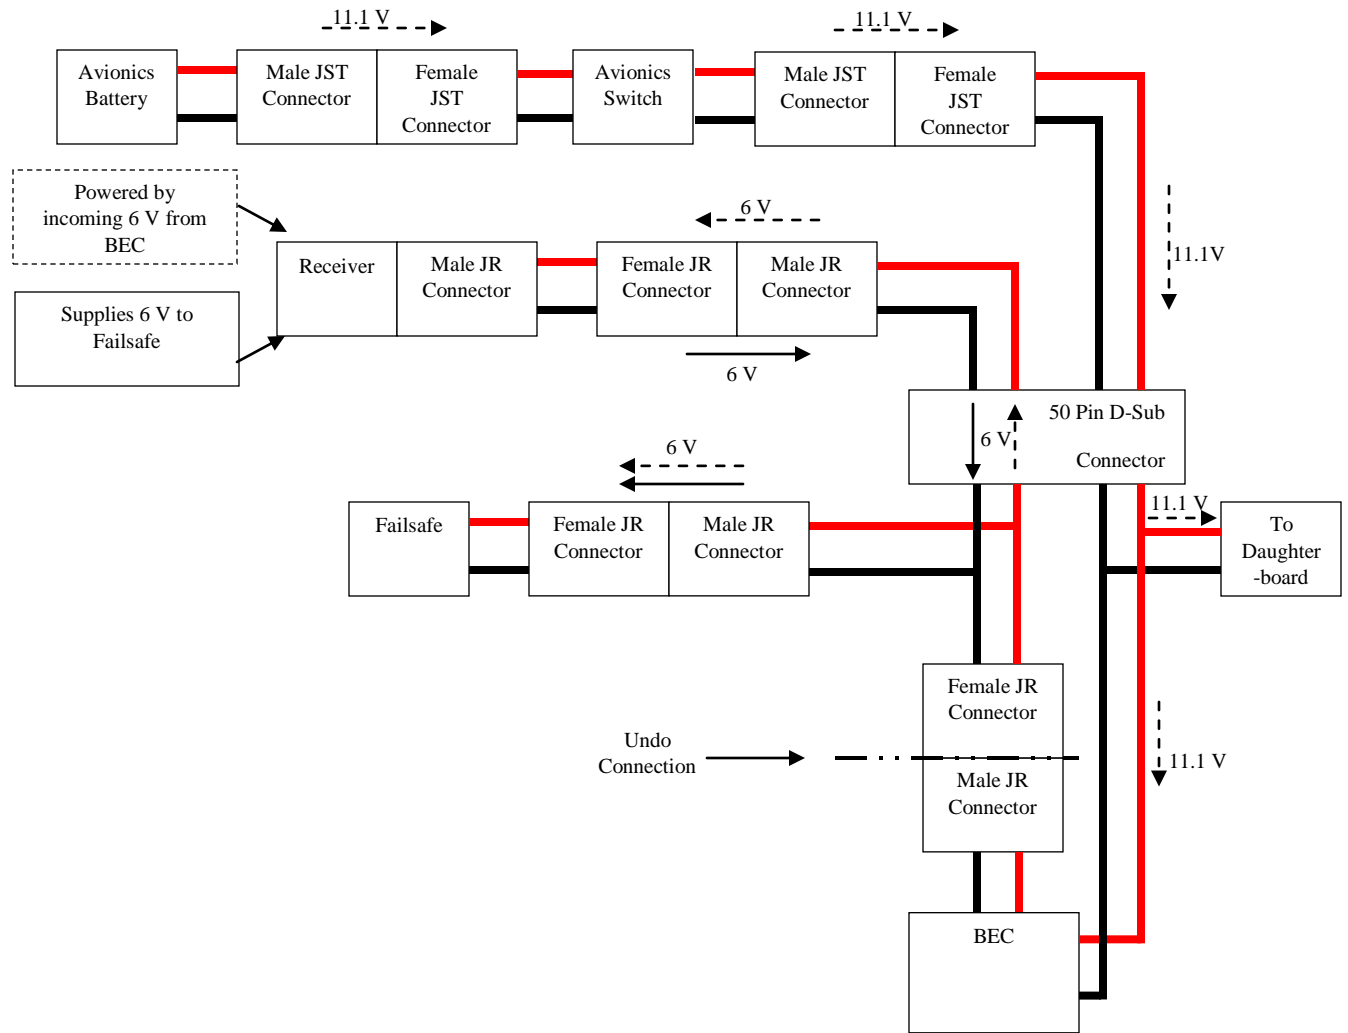 11.1 V
11.1 V
Avionics
Battery
Male JST
Connector
Female
JST
Connector
Avionics
Switch
Male JST
Connector
Female
JST
Connector
Powered by
incoming 6 V from
BEC
6 V
11.1V
Receiver
Male JR
Connector
Female JR
Connector
Male JR
Connector
Supplies 6 V to
Failsafe
6 V
50 Pin D-Sub
Connector
6 V
6 V
11.1 V
Failsafe
Female JR
Connector
Male JR
Connector
To
Daughter
-board
Female JR
Connector
Undo
Connection
11.1 V
Male JR
Connector
BEC